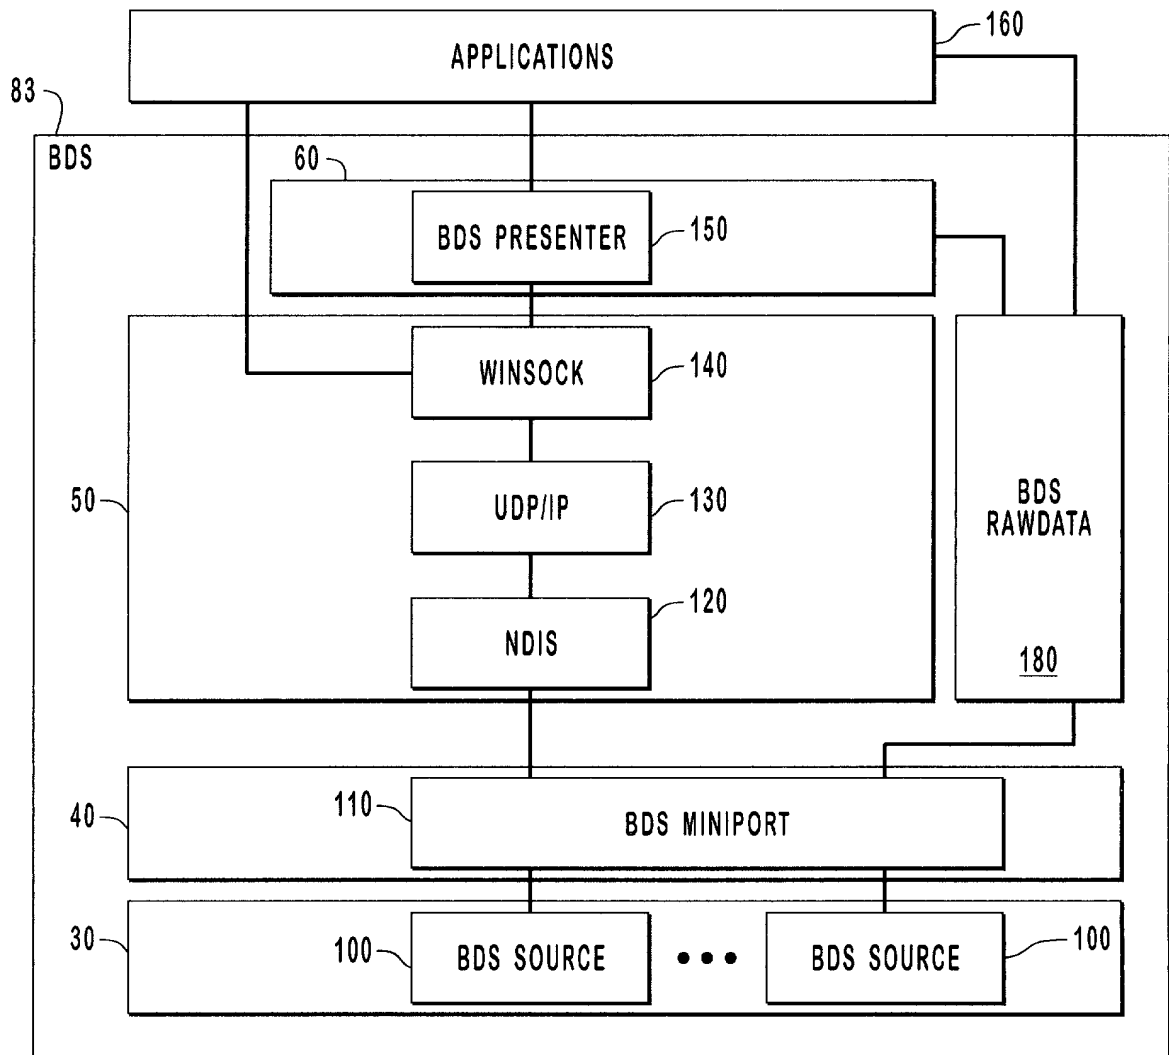 160
APPLICATIONS
83
BDS
60
BDS PRESENTER
150
WINSOCK
140
50
UDP/IP
130
BDS
RAWDATA
120
NDIS
180
110
40
BDS MINIPORT
30
100
BDS SOURCE
BDS SOURCE
100